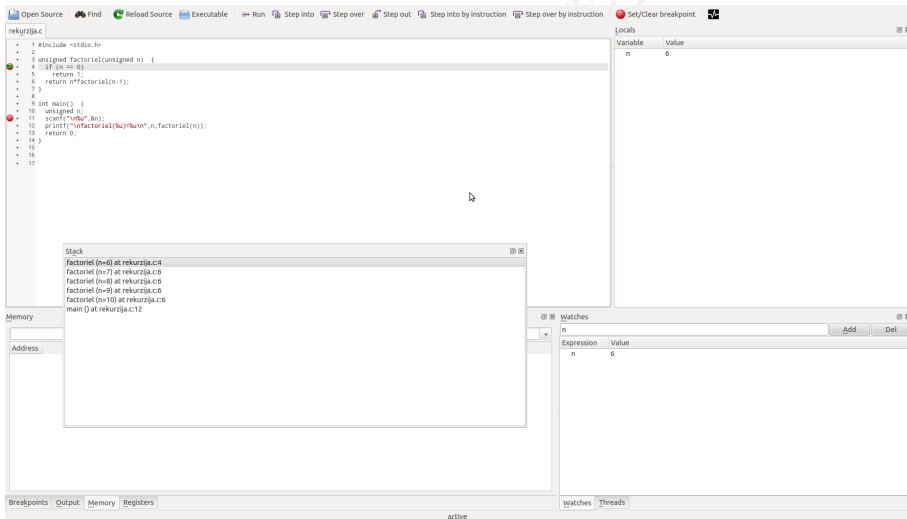 Open Source Find Reload Source Executable Run Step into Step over Step out Step into by instruction Step over by instruction Set/Clear breakpoint
rekurzija.c
1 #include <stdio.h>
2
3 unsigned factoriel(unsigned n) {
4 if (n == 0)
5 return 1;
6 return n*factoriel(n-1);
7 }
8
9 int main() {
10 unsigned n;
11 scanf("\n%u",&n);
12 printf("\nfactoriel(%u)=%u\n",n,factoriel(n));
13 return 0;
14 }
15
16
17
Locals
Variable Value
n 6
Stack
factoriel (n=6) at rekurzija.c:4
factoriel (n=7) at rekurzija.c:6
factoriel (n=8) at rekurzija.c:6
factoriel (n=9) at rekurzija.c:6
factoriel (n=10) at rekurzija.c:6
main () at rekurzija.c:12
Memory
Address
Watches
n Add Del
Expression Value
n 6
Breakpoints Output Memory Registers
Watches Threads
active